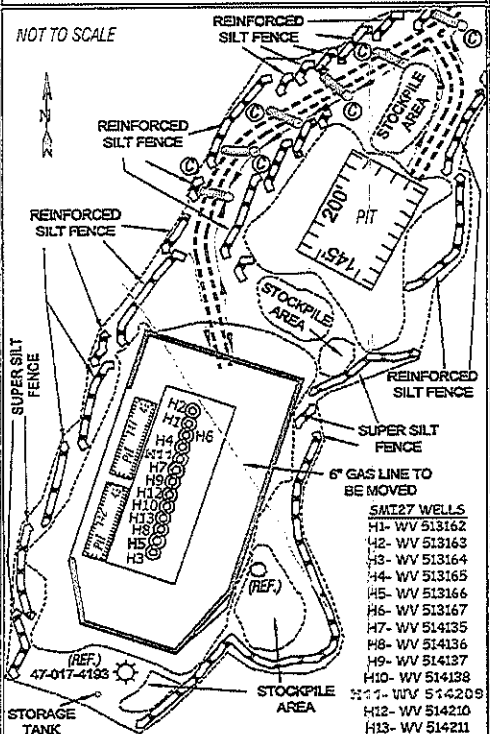 NOT TO SCALE
N
REINFORCED
SILT FENCE
C
C
C
C
C
STOCKPILE
AREA
REINFORCED
SILT FENCE
REINFORCED
SILT FENCE
200'
PIT
145'
STOCKPILE
AREA
REINFORCED
SILT FENCE
SUPER SILT
FENCE
SUPER SILT
FENCE
H2
H1
H4
H6
H11
H7
H9
H12
H10
H13
H8
H5
H3
Pit H1
Pit H2
6" GAS LINE TO
BE MOVED
SMI27 WELLS
H1- WV 513162
H2- WV 513163
H3- WV 513164
H4- WV 513165
H5- WV 513166
H6- WV 513167
H7- WV 514135
H8- WV 514136
H9- WV 514137
H10- WV 514138
H11- WV 514209
H12- WV 514210
H13- WV 514211
(REF.)
(REF.)
47-017-4193
STORAGE
TANK
STOCKPILE
AREA